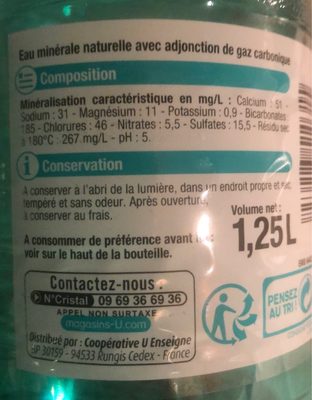 Eau minérale naturelle avec adjonction de gaz carbonique
Composition
Minéralisation caractéristique en mg/L : Calcium : 51 -
Sodium : 31 - Magnésium : 11 - Potassium : 0,9 - Bicarbonates
185 - Chlorures : 46 - Nitrates : 5,5 - Sulfates : 15,5 - Résidu sec
à 180°C : 267 mg/L - pH : 5.
i Conservation
A conserver à l'abri de la lumière, dans un endroit propre et sec,
tempéré et sans odeur. Après ouverture,
à conserver au frais.
Volume net :
1,25L
A consommer de préférence avant le :
voir sur le haut de la bouteille.
Contactez-nous :
N°Cristal 09 69 36 69 36
APPEL NON SURTAXÉ
magasins-U.com
Distribué par : Coopérative U Enseigne
BP 30159 - 94533 Rungis Cedex - France
PENSEZ
AU TRI !